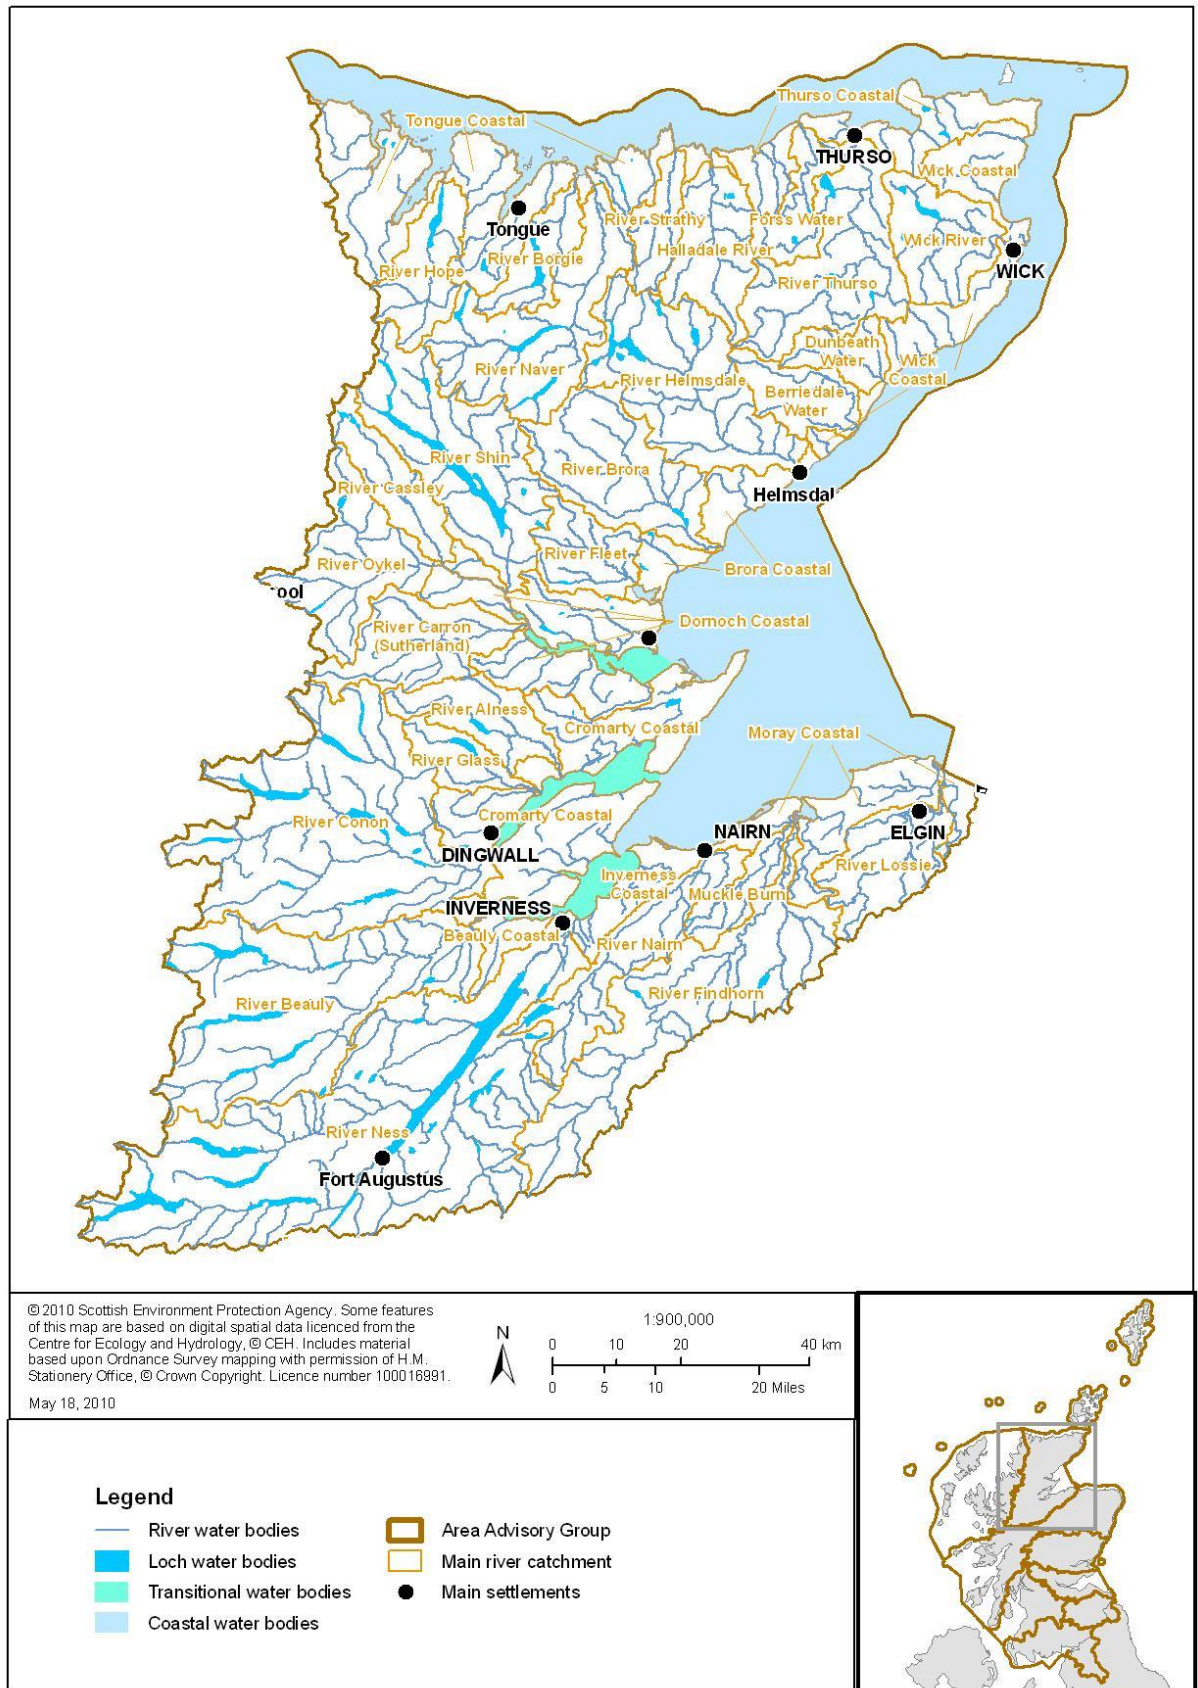 Thurso Coastal
Tongue Coastal
THURSO
Wick Coastal
Tongue
River Strathy
Forss Water
Wick River
Halladale River
WICK
River Borgie
River Hope
River Thurso
Dunbeath
Water
Wick
Coastal
River Naver
River Helmsdale
Berriedale
Water
River Shin
River Brora
River Cassley
Helmsdal
River Fleet
River Oykel
Brora Coastal
ool
Dornoch Coastal
River Carron
(Sutherland)
River Alness
Cromarty Coastal
Moray Coastal
River Glass
River Conon
Cromarty Coastal
NAIRN
ELGIN
DINGWALL
River Lossie
Inverness
Coastal
Muckle Burn
INVERNESS
Beauly Coastal
River Nairn
River Findhorn
River Beauly
River Ness
Fort Augustus
© 2010 Scottish Environment Protection Agency. Some features
of this map are based on digital spatial data licenced from the
Centre for Ecology and Hydrology, © CEH. Includes material
based upon Ordnance Survey mapping with permission of H.M.
Stationery Office, © Crown Copyright. Licence number 100016991.
May 18, 2010
N
1:900,000
0 10 20 40 km
0 5 10 20 Miles
Legend
River water bodies
Loch water bodies
Transitional water bodies
Coastal water bodies
Area Advisory Group
Main river catchment
Main settlements